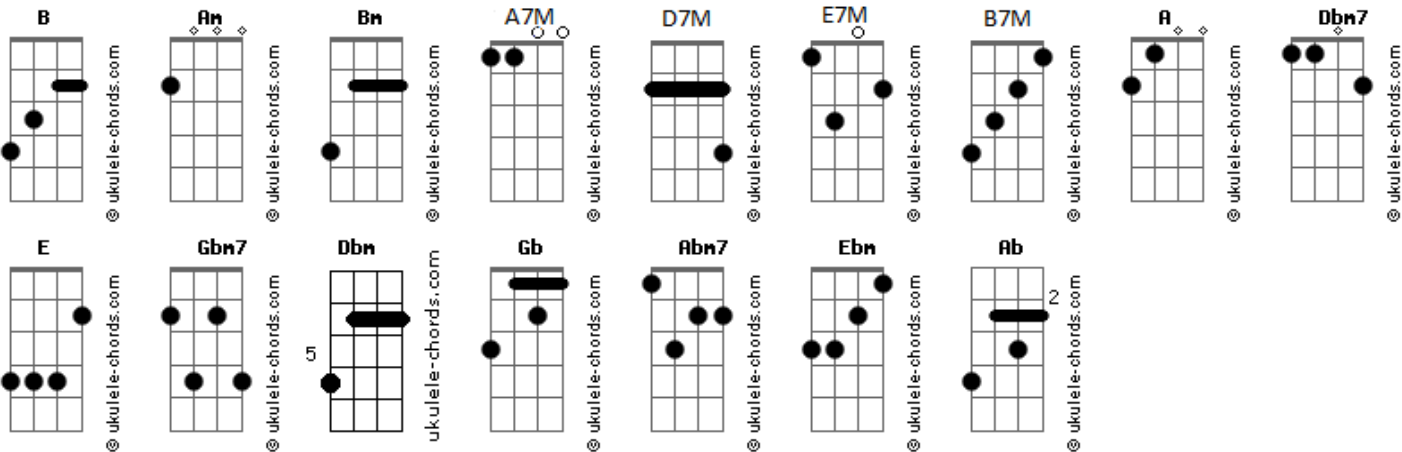 B Am Bm A7M D7M E7M B7M A Dbm7
© ukulele-chords.com © ukulele-chords.com © ukulele-chords.com © ukulele-chords.com © ukulele-chords.com © ukulele-chords.com © ukulele-chords.com © ukulele-chords.com © ukulele-chords.com
E Gbm7 Dbm Gb Abm7 Ebm Ab
5 2
© ukulele-chords.com © ukulele-chords.com ukulele-chords.com © ukulele-chords.com © ukulele-chords.com © ukulele-chords.com © ukulele-chords.com